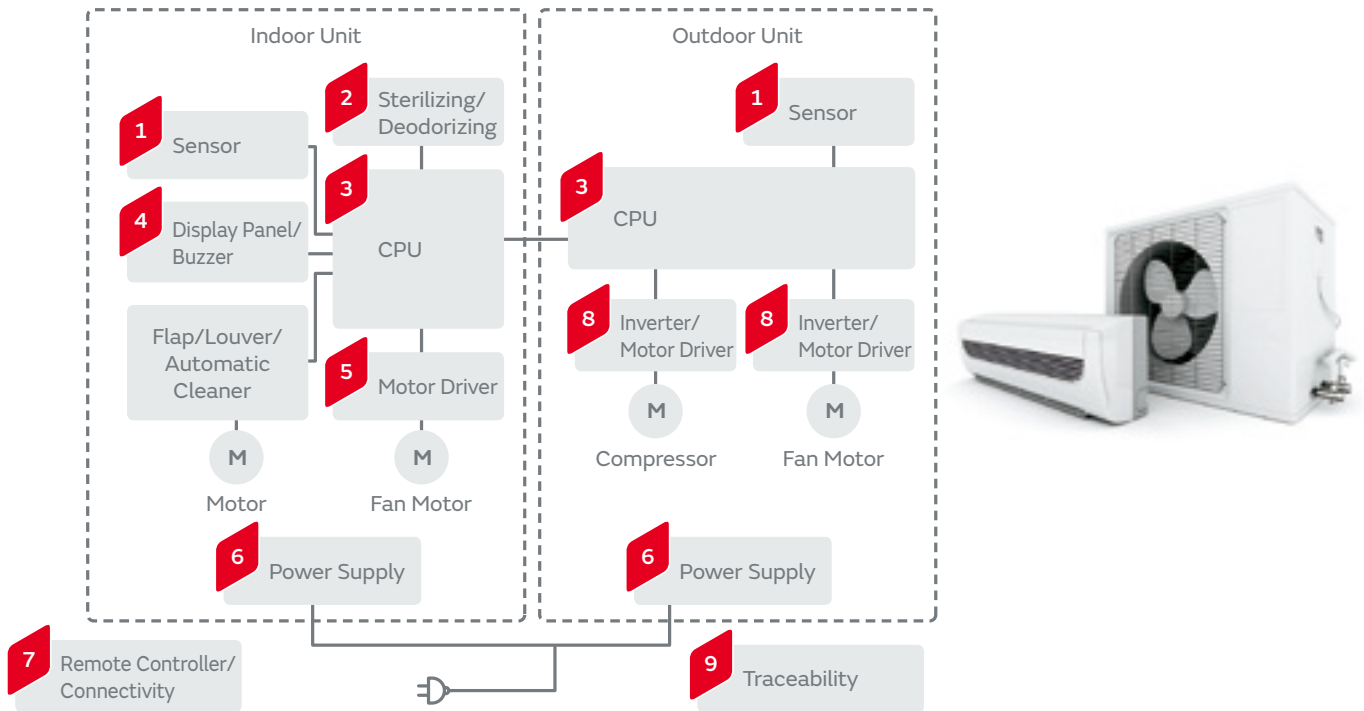 Indoor Unit
Outdoor Unit
1
Sensor
2
Sterilizing/
Deodorizing
3
CPU
4
Display Panel/
Buzzer
Flap/Louver/
Automatic
Cleaner
5
Motor Driver
M
Motor
M
Fan Motor
6
Power Supply
1
Sensor
3
CPU
8
Inverter/
Motor Driver
8
Inverter/
Motor Driver
M
Compressor
M
Fan Motor
6
Power Supply
7
Remote Controller/
Connectivity
9
Traceability